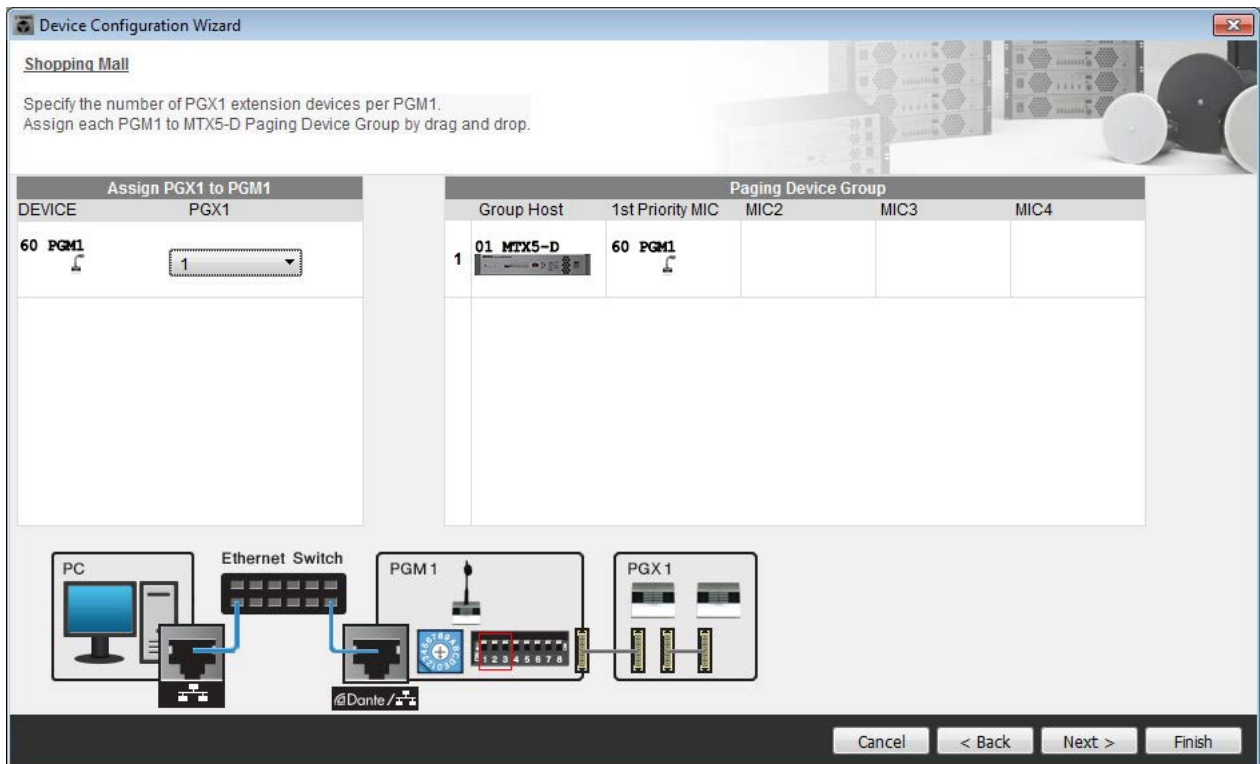 Device Configuration Wizard
Shopping Mall
Specify the number of PGX1 extension devices per PGM1.
Assign each PGM1 to MTX5-D Paging Device Group by drag and drop.
Assign PGX1 to PGM1
DEVICE PGX1
60 PGM1
1
Paging Device Group
Group Host 1st Priority MIC MIC2 MIC3 MIC4
1 01 MTX5-D 60 PGM1
PC
Ethernet Switch
PGM1
PGX1
1 2 3 4 5 6 7 8
Dante/
Cancel < Back Next > Finish